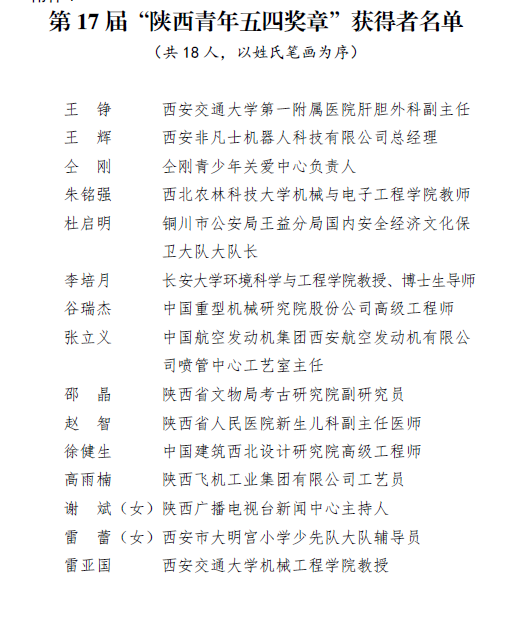 第 17 届“陕西青年五四奖章”获得者名单
（共 18 人，以姓氏笔画为序）
王 铮 西安交通大学第一附属医院肝胆外科副主任
王 辉 西安非凡士机器人科技有限公司总经理
仝 刚 仝刚青少年关爱中心负责人
朱铭强 西北农林科技大学机械与电子工程学院教师
杜启明 铜川市公安局王益分局国内安全经济文化保
卫大队大队长
李培月 长安大学环境科学与工程学院教授、博士生导师
谷瑞杰 中国重型机械研究院股份公司高级工程师
张立义 中国航空发动机集团西安航空发动机有限公
司喷管中心工艺室主任
邵 晶 陕西省文物局考古研究院副研究员
赵 智 陕西省人民医院新生儿科副主任医师
徐健生 中国建筑西北设计研究院高级工程师
高雨楠 陕西飞机工业集团有限公司工艺员
谢 斌（女）陕西广播电视台新闻中心主持人
雷 蕾（女）西安市大明宫小学少先队大队辅导员
雷亚国 西安交通大学机械工程学院教授